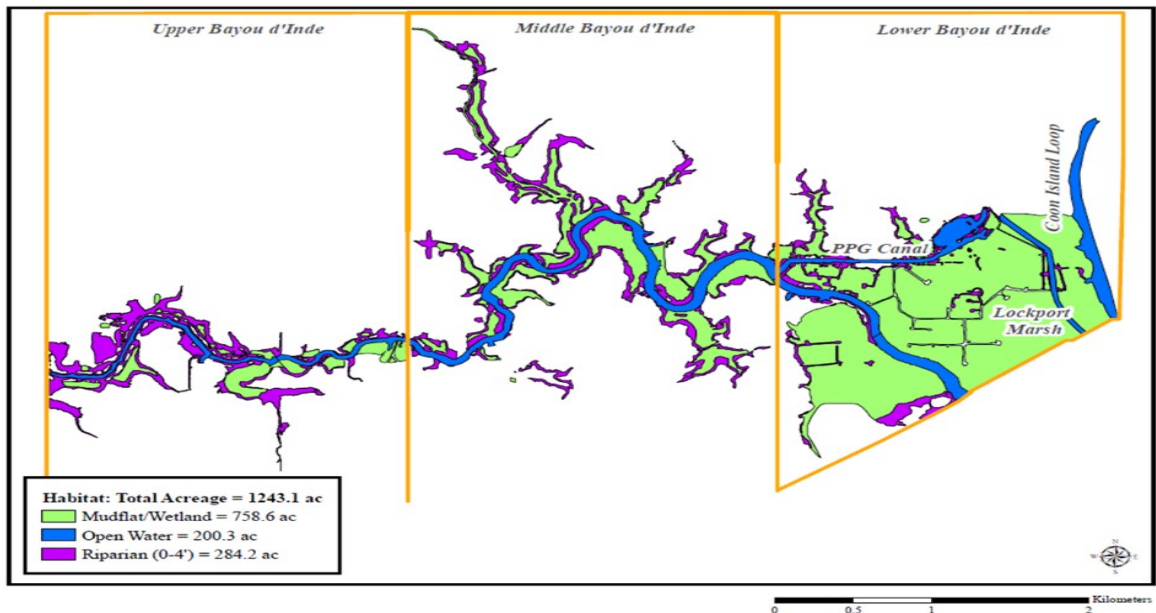 Upper Bayou d'Inde
Middle Bayou d'Inde
Lower Bayou d'Inde
Coon Island Loop
PPG Canal
Lockport
Marsh
Habitat: Total Acreage = 1243.1 ac
Mudflat/Wetland = 758.6 ac
Open Water = 200.3 ac
Riparian (0-4') = 284.2 ac
N
W
E
S
Kilometers
0 0.5 1 2